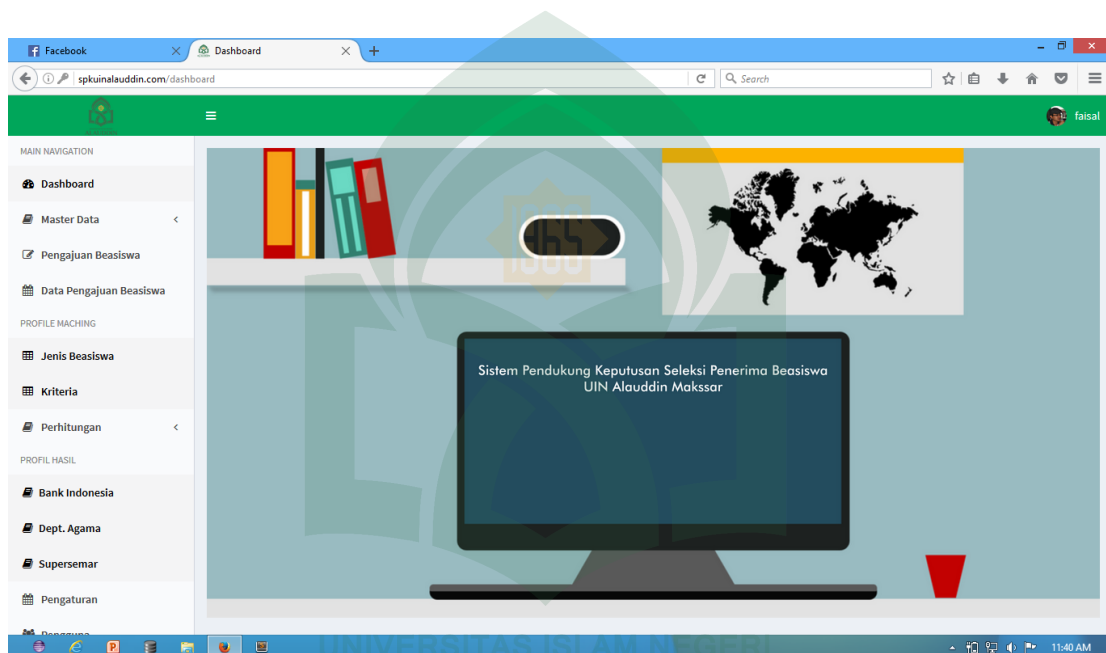 Facebook
Dashboard
spkuinalauddin.com/dashboard
Search
faisal
MAIN NAVIGATION
Dashboard
Master Data
Pengajuan Beasiswa
Data Pengajuan Beasiswa
PROFILE MACHING
Jenis Beasiswa
Kriteria
Perhitungan
PROFIL HASIL
Bank Indonesia
Dept. Agama
Supersemar
Pengaturan
Pengguna
1965
Sistem Pendukung Keputusan Seleksi Penerima Beasiswa
UIN Alauddin Makssar
UNIVERSITAS ISLAM NEGERI
11:40 AM